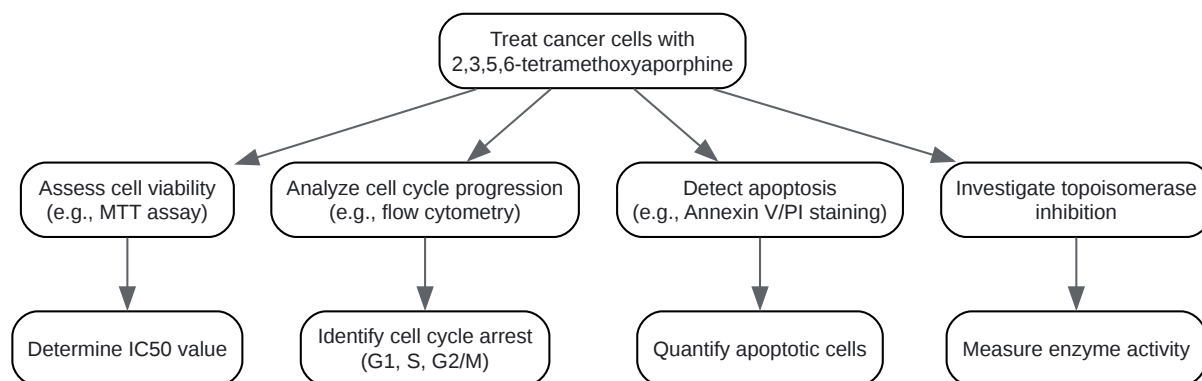 Treat cancer cells with
2,3,5,6-tetramethoxyaporphine
Assess cell viability
(e.g., MTT assay)
Analyze cell cycle progression
(e.g., flow cytometry)
Detect apoptosis
(e.g., Annexin V/PI staining)
Investigate topoisomerase
inhibition
Determine IC50 value
Identify cell cycle arrest
(G1, S, G2/M)
Quantify apoptotic cells
Measure enzyme activity